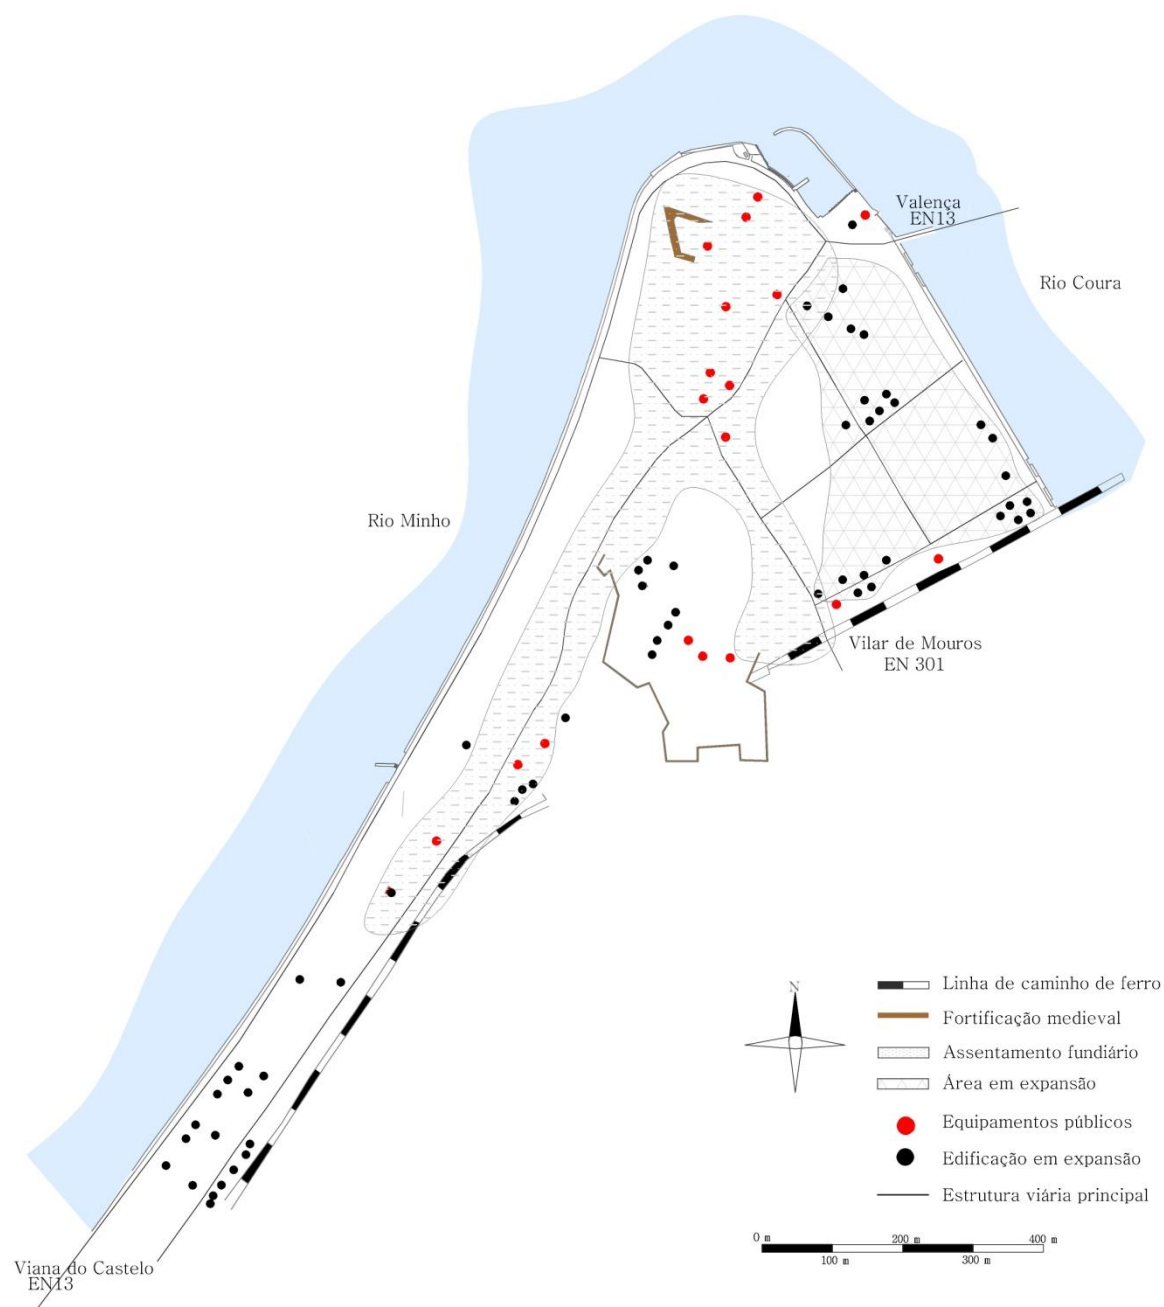 Valença
EN13
Rio Coura
Rio Minho
Vilar de Mouros
EN 301
N
Linha de caminho de ferro
Fortificação medieval
Assentamento fundiário
Área em expansão
Equipamentos públicos
Edificação em expansão
Estrutura viária principal
0 m 200 m 400 m
100 m 300 m
Viana do Castelo
EN13